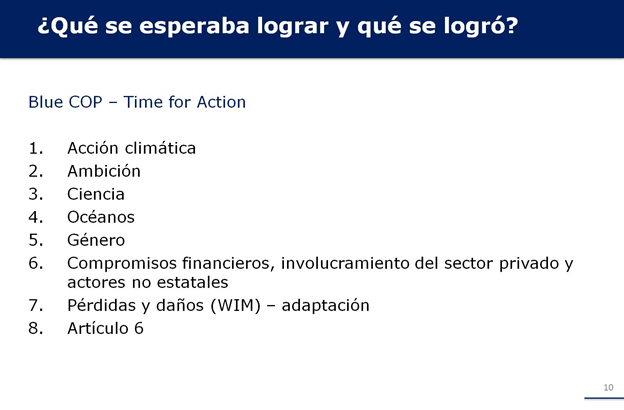 ¿Qué se esperaba lograr y qué se logró?
Blue COP – Time for Action
1. Acción climática
2. Ambición
3. Ciencia
4. Océanos
5. Género
6. Compromisos financieros, involucramiento del sector privado y
actores no estatales
7. Pérdidas y daños (WIM) – adaptación
8. Artículo 6
10